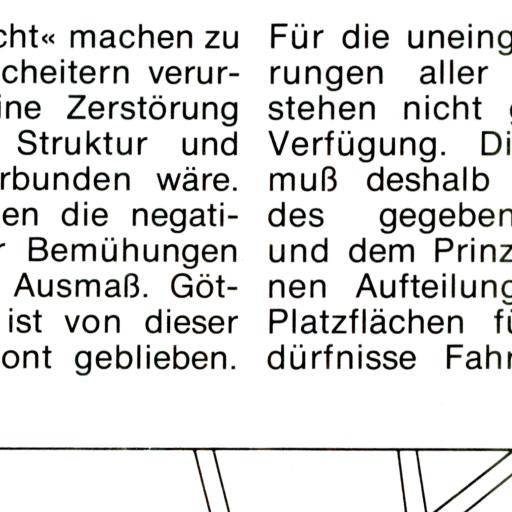 cht« machen zu
cheitern verur-
ine Zerstörung
Struktur und
rbunden wäre.
en die negati-
r Bemühungen
Ausmaß. Göt-
ist von dieser
ont geblieben.
Für die uneing
rungen aller
stehen nicht g
Verfügung. Di
muß deshalb
des gegeben
und dem Prinz
nen Aufteilung
Platzflächen fü
dürfnisse Fahr